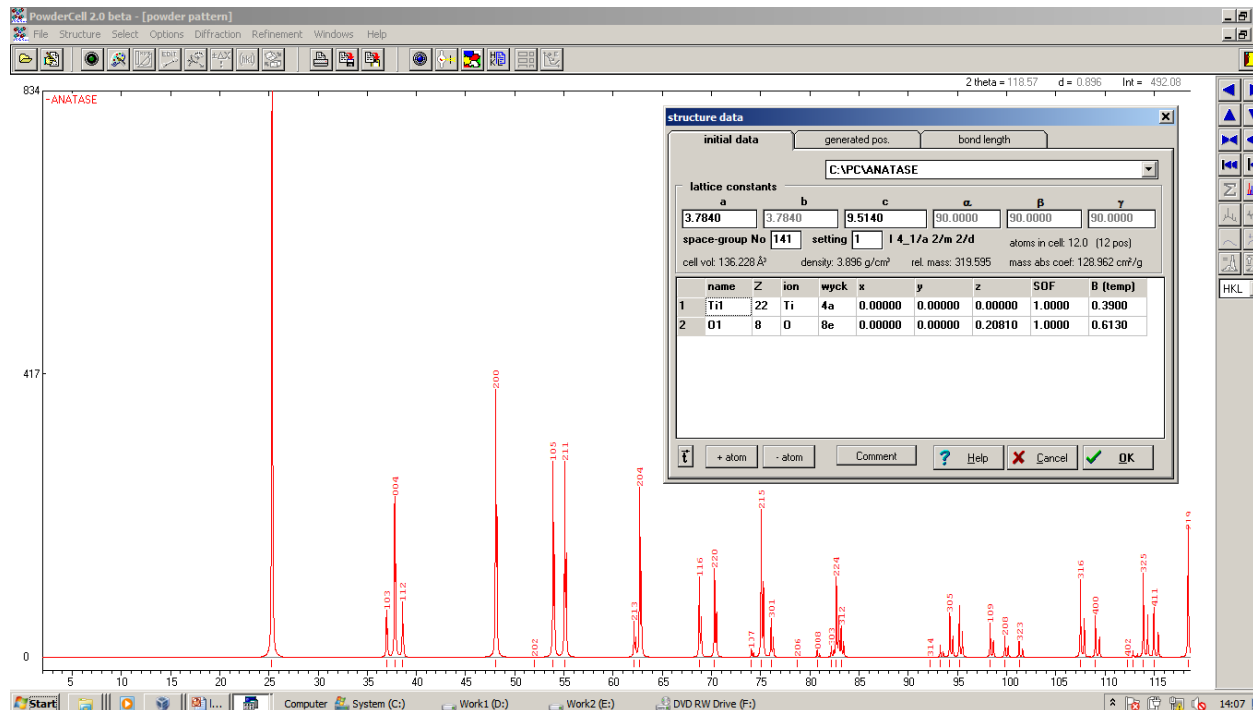 PowderCell 2.0 beta - [powder pattern]
File Structure Select Options Diffraction Refinement Windows Help
2 theta = 118.57 d = 0.896 Int = 492.08
834
-ANATASE
417
0
200
105
211
004
103
112
202
213
204
116
220
137
215
301
206
008
303
224
312
314
305
109
208
323
316
400
402
325
411
219
5 10 15 20 25 30 35 40 45 50 55 60 65 70 75 80 85 90 95 100 105 110 115
HKL
structure data
initial data generated pos. bond length
C:\PC\ANATASE
lattice constants
a b c α β γ
3.7840 3.7840 9.5140 90.0000 90.0000 90.0000
space-group No 141 setting 1 I 4_1/a 2/m 2/d atoms in cell: 12.0 (12 pos)
cell vol: 136.228 Å³ density: 3.896 g/cm³ rel. mass: 319.595 mass abs coef: 128.962 cm²/g
name Z ion wyck x y z SOF B (temp)
1 Ti1 22 Ti 4a 0.00000 0.00000 0.00000 1.0000 0.3900
2 O1 8 O 8e 0.00000 0.00000 0.20810 1.0000 0.6130
t + atom - atom Comment ? Help Cancel OK
Start I... Computer System (C:) Work1 (D:) Work2 (E:) DVD RW Drive (F:) 14:07